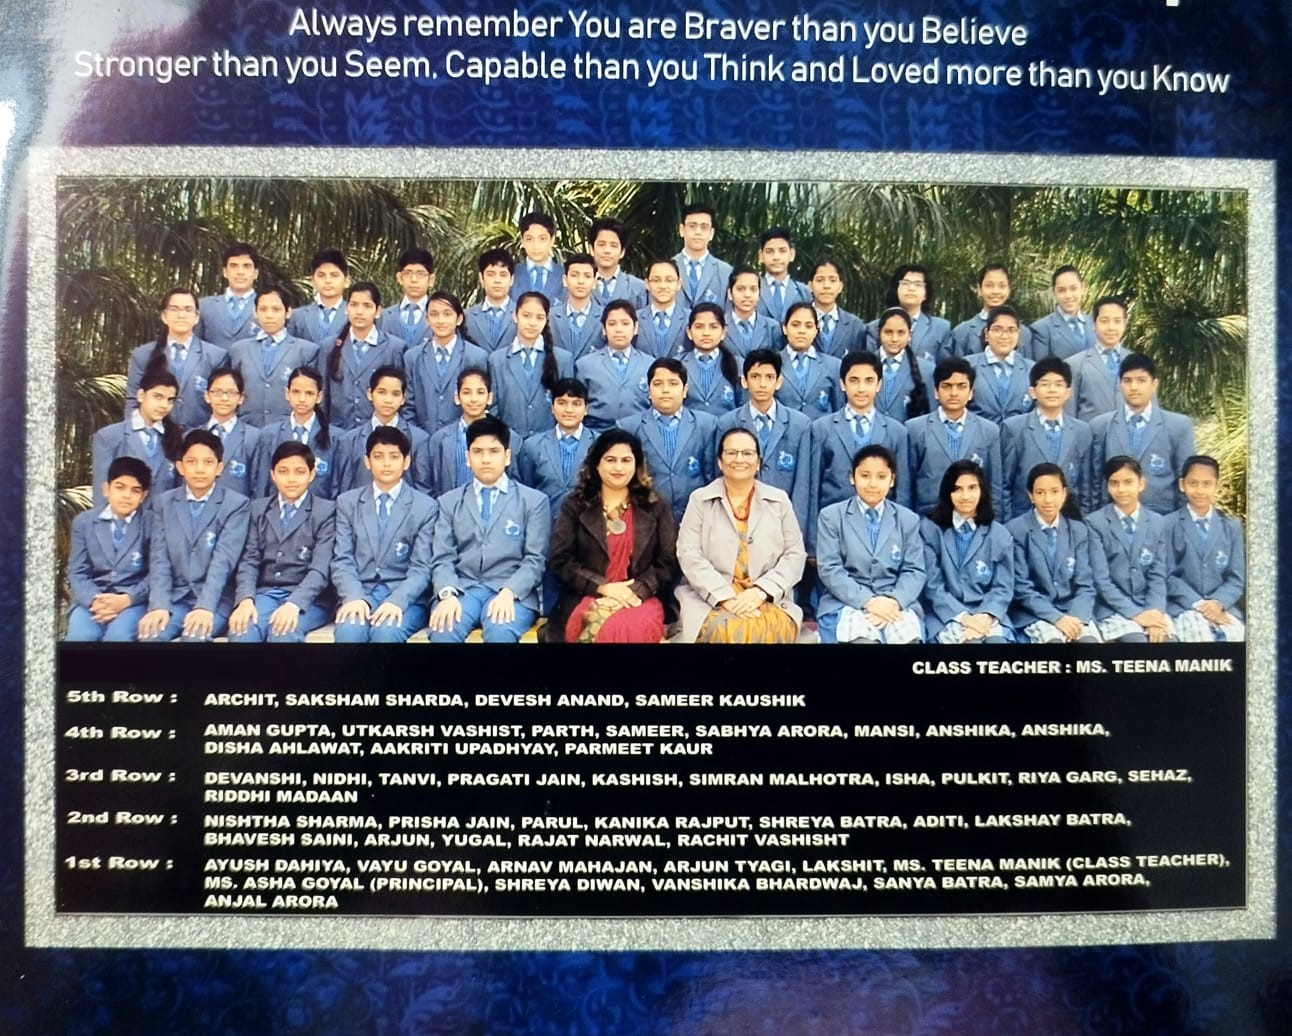 Always remember You are Braver than you Believe
Stronger than you Seem, Capable than you Think and Loved more than you Know
CLASS TEACHER : MS. TEENA MANIK
5th Row : ARCHIT, SAKSHAM SHARDA, DEVESH ANAND, SAMEER KAUSHIK
4th Row : AMAN GUPTA, UTKARSH VASHIST, PARTH, SAMEER, SABHYA ARORA, MANSI, ANSHIKA, ANSHIKA,
DISHA AHLAWAT, AAKRITI UPADHYAY, PARMEET KAUR
3rd Row : DEVANSHI, NIDHI, TANVI, PRAGATI JAIN, KASHISH, SIMRAN MALHOTRA, ISHA, PULKIT, RIYA GARG, SEHAZ,
RIDDHI MADAAN
2nd Row : NISHTHA SHARMA, PRISHA JAIN, PARUL, KANIKA RAJPUT, SHREYA BATRA, ADITI, LAKSHAY BATRA,
BHAVESH SAINI, ARJUN, YUGAL, RAJAT NARWAL, RACHIT VASHISHT
1st Row : AYUSH DAHIYA, VAYU GOYAL, ARNAV MAHAJAN, ARJUN TYAGI, LAKSHIT, MS. TEENA MANIK (CLASS TEACHER),
MS. ASHA GOYAL (PRINCIPAL), SHREYA DIWAN, VANSHIKA BHARDWAJ, SANYA BATRA, SAMYA ARORA,
ANJAL ARORA